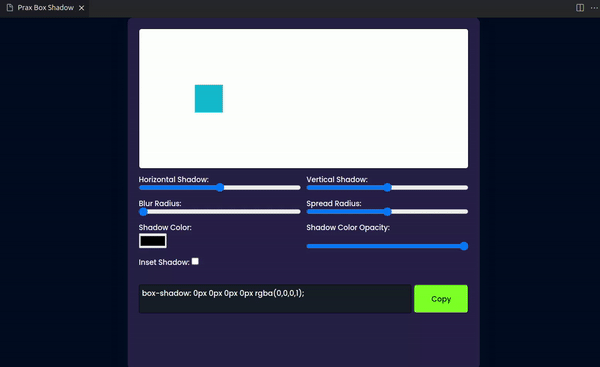 Prax Box Shadow
Horizontal Shadow:
Vertical Shadow:
Blur Radius:
Spread Radius:
Shadow Color:
Shadow Color Opacity:
Inset Shadow:
box-shadow: 0px 0px 0px 0px rgba(0,0,0,1);
Copy